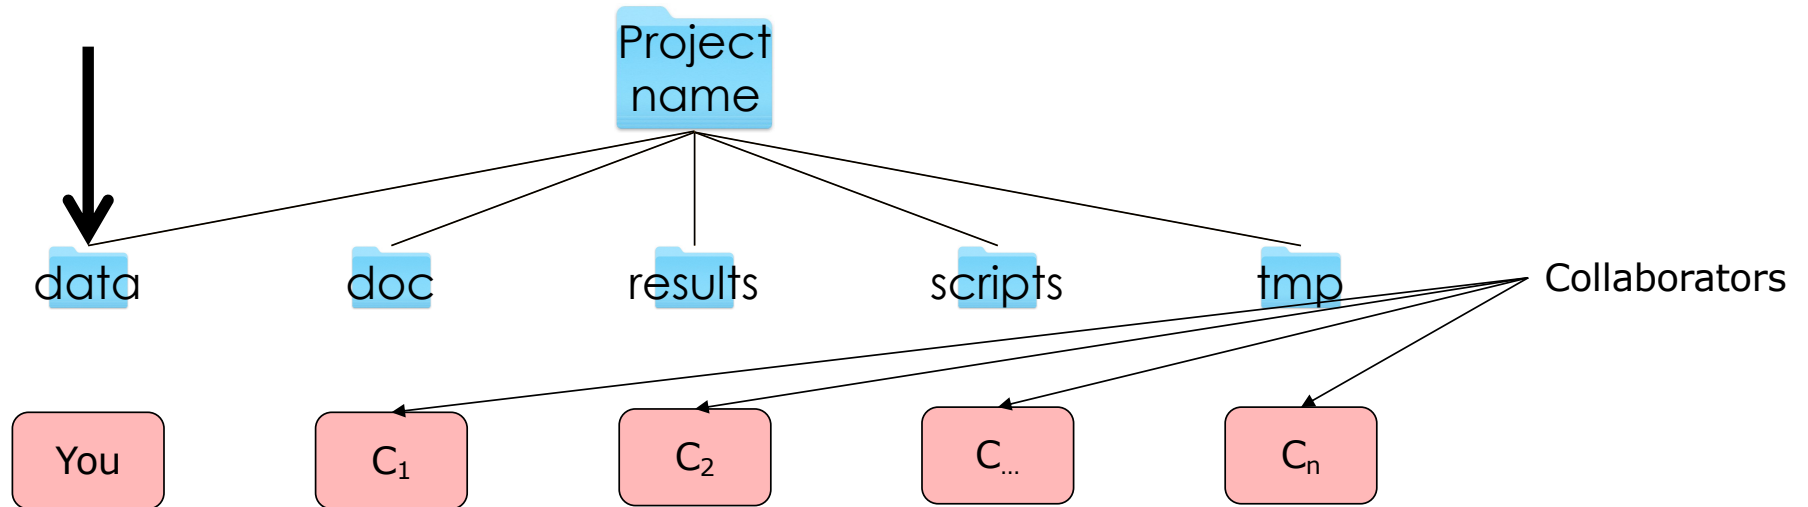 Project
name
data
doc
results
scripts
tmp
Collaborators
You
C₁
C₂
C…
Cₙ